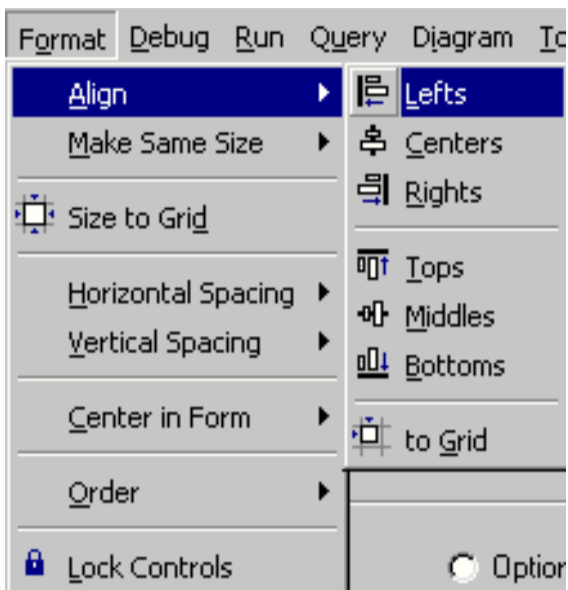 Format Debug Run Query Diagram
Align
Make Same Size
Size to Grid
Horizontal Spacing
Vertical Spacing
Center in Form
Order
Lock Controls
Lefts
Centers
Rights
Tops
Middles
Bottoms
to Grid